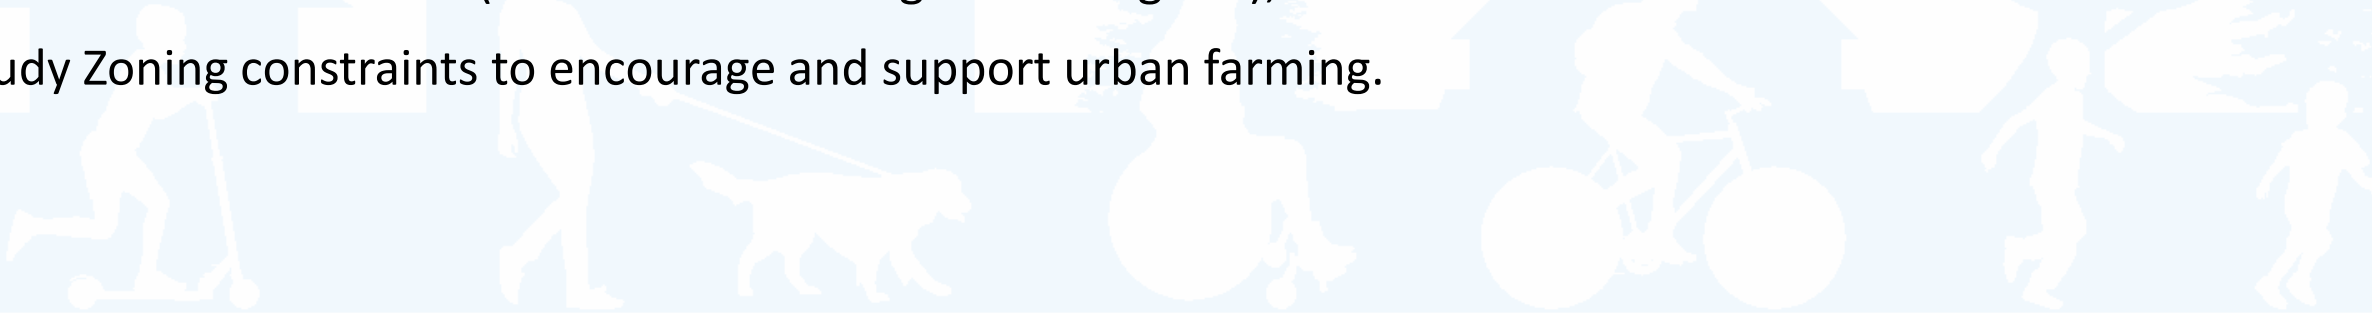 udy Zoning constraints to encourage and support urban farming.